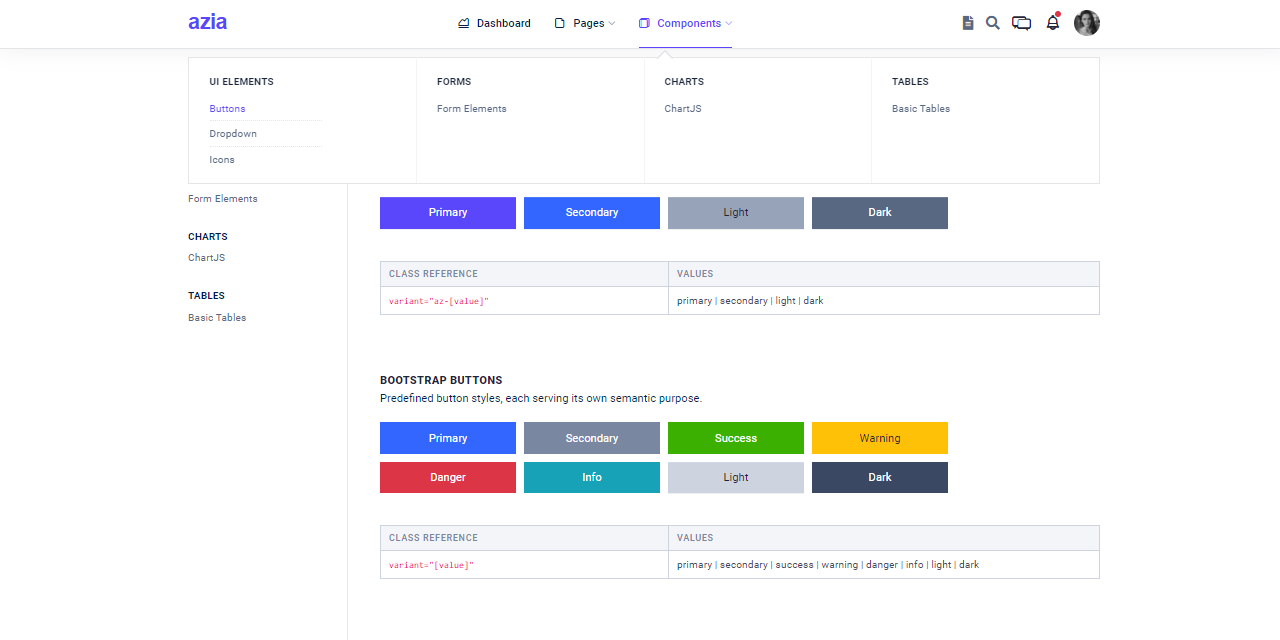 azia
Dashboard
Pages
Components
UI ELEMENTS
Buttons
Dropdown
Icons
FORMS
Form Elements
CHARTS
ChartJS
TABLES
Basic Tables
Form Elements
CHARTS
ChartJS
TABLES
Basic Tables
Primary Secondary Light Dark
CLASS REFERENCE VALUES
variant="az-[value]" primary | secondary | light | dark
BOOTSTRAP BUTTONS
Predefined button styles, each serving its own semantic purpose.
Primary Secondary Success Warning
Danger Info Light Dark
CLASS REFERENCE VALUES
variant="[value]" primary | secondary | success | warning | danger | info | light | dark